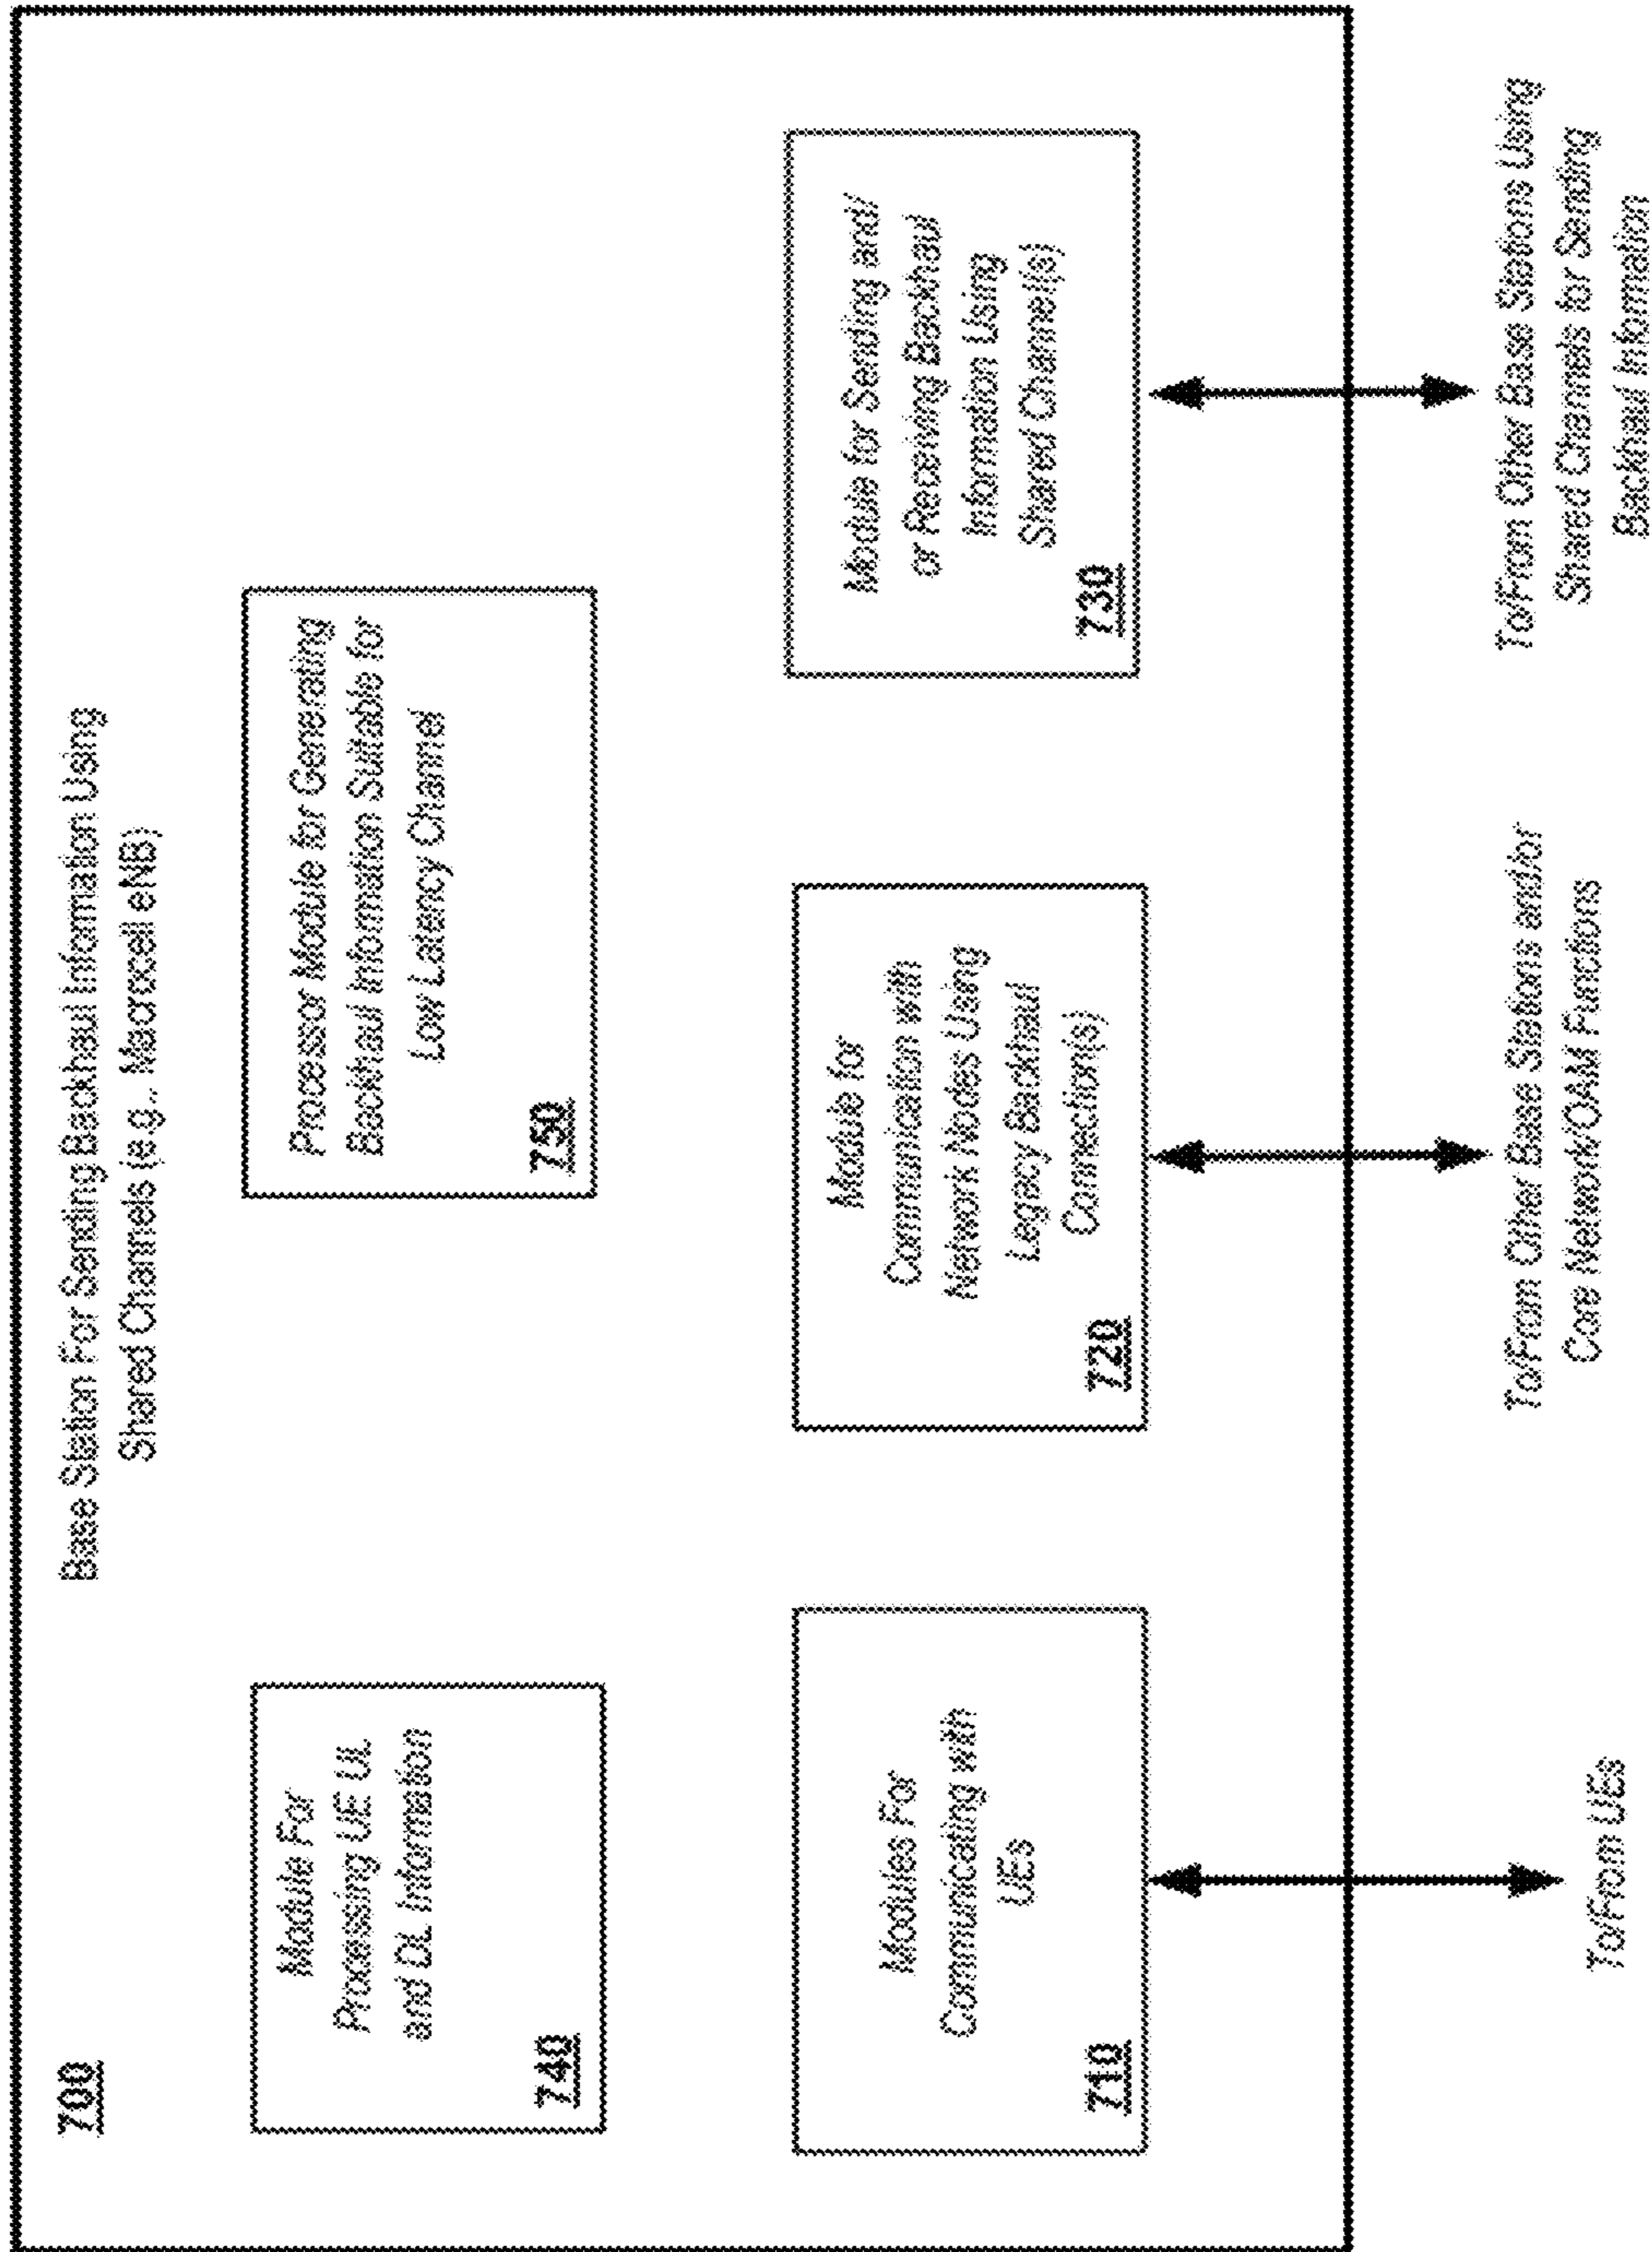 700
Base Station For Sending Backhaul Information Using
Shared Channels (e.g., Macrocell eNB)
Module For
Processing UE UL
and DL Information
740
Processor Module for Generating
Backhaul Information Suitable for
Low Latency Channel
750
Modules For
Communicating with
UEs
710
Module for
Communication with
Network Nodes Using
Legacy Backhaul
Connection(s)
720
Module for Sending and/
or Receiving Backhaul
Information Using
Shared Channel(s)
730
To/From UEs
To/From Other Base Stations and/or
Core Network/OAM Functions
To/From Other Base Stations Using
Shared Channels for Sending
Backhaul Information